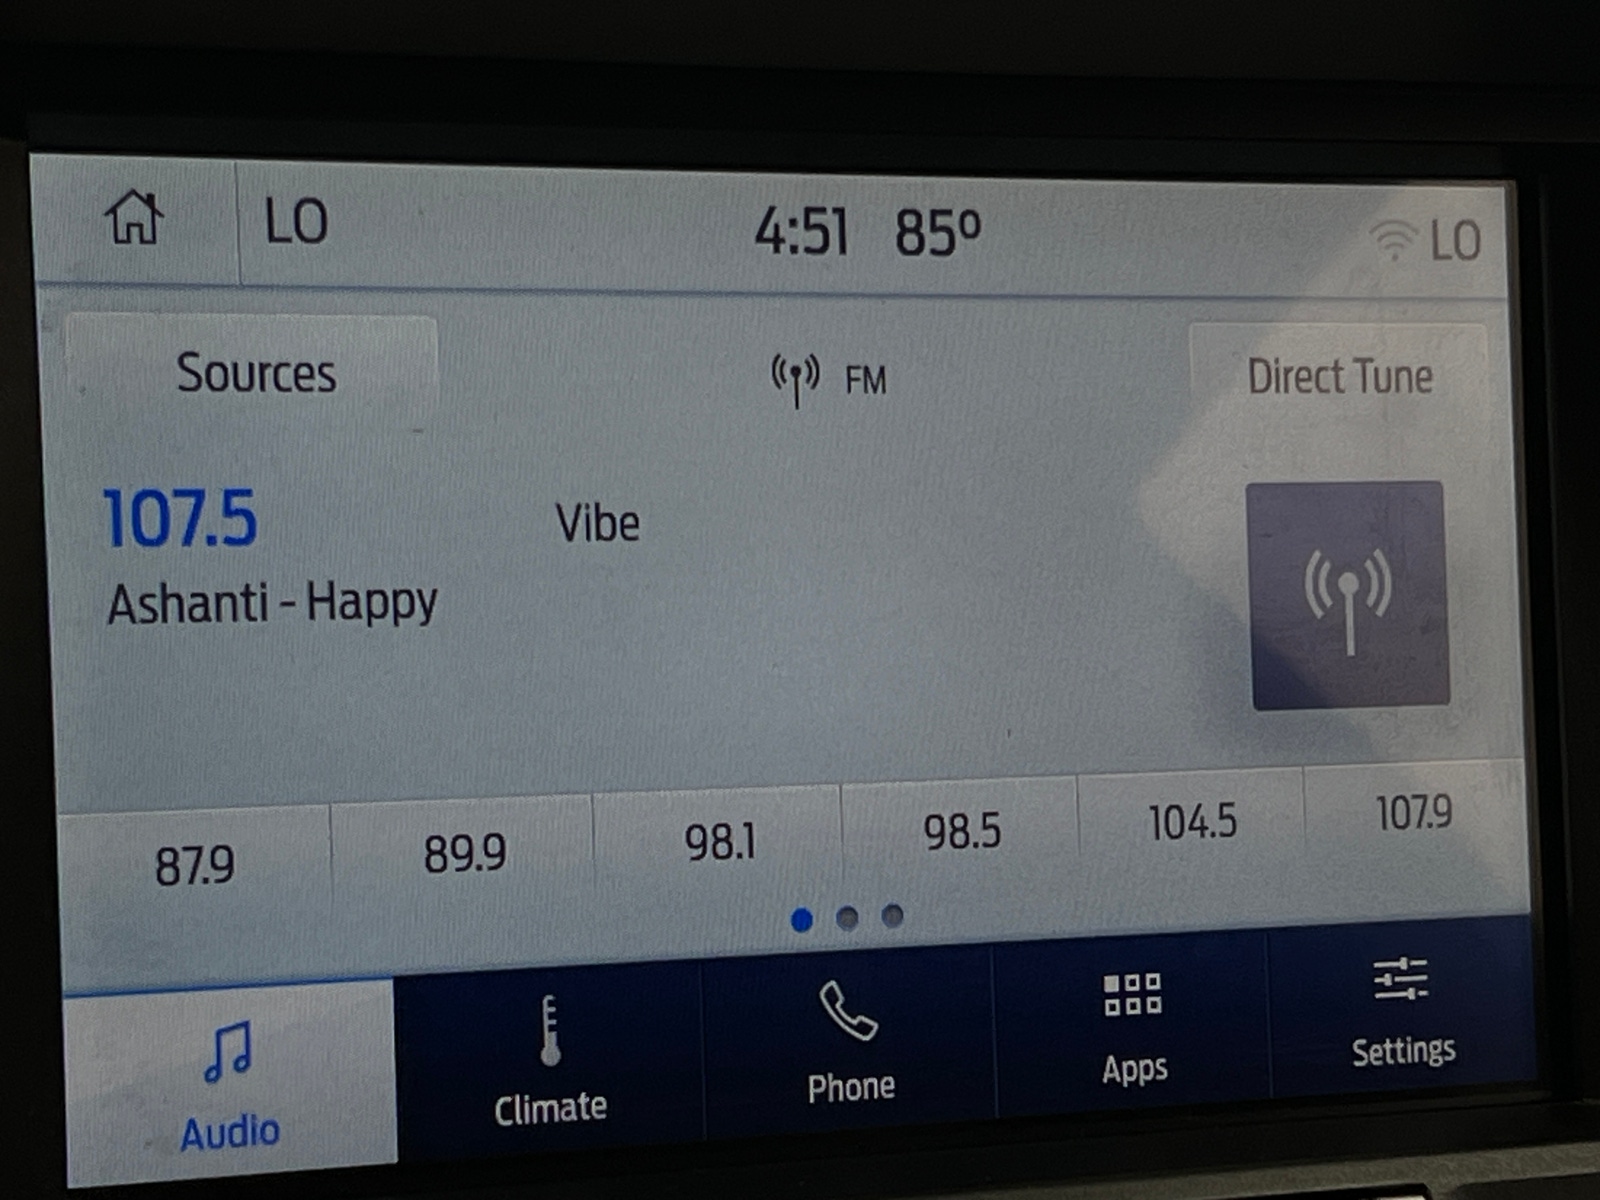 LO 4:51 85° LO
Sources FM Direct Tune
107.5 Vibe
Ashanti - Happy
87.9 89.9 98.1 98.5 104.5 107.9
Audio Climate Phone Apps Settings